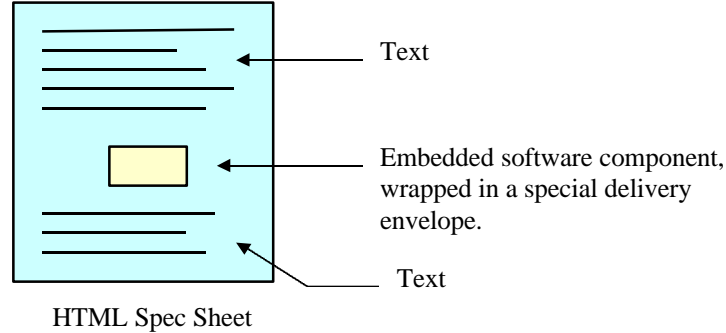 Text
Embedded software component,
wrapped in a special delivery
envelope.
Text
HTML Spec Sheet